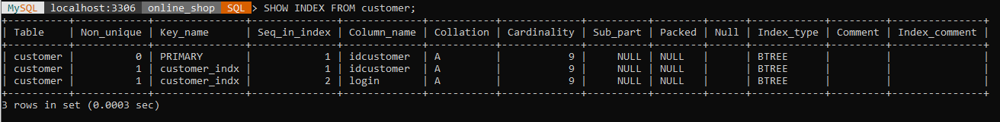 MySQL localhost:3306 online_shop SQL > SHOW INDEX FROM customer;
+----------+------------+---------------+--------------+-------------+-----------+-------------+----------+--------+------+------------+---------+---------------+
| Table | Non_unique | Key_name | Seq_in_index | Column_name | Collation | Cardinality | Sub_part | Packed | Null | Index_type | Comment | Index_comment |
+----------+------------+---------------+--------------+-------------+-----------+-------------+----------+--------+------+------------+---------+---------------+
| customer | 0 | PRIMARY | 1 | idcustomer | A | 9 | NULL | NULL | | BTREE | | |
| customer | 1 | customer_indx | 1 | idcustomer | A | 9 | NULL | NULL | | BTREE | | |
| customer | 1 | customer_indx | 2 | login | A | 9 | NULL | NULL | | BTREE | | |
+----------+------------+---------------+--------------+-------------+-----------+-------------+----------+--------+------+------------+---------+---------------+
3 rows in set (0.0003 sec)